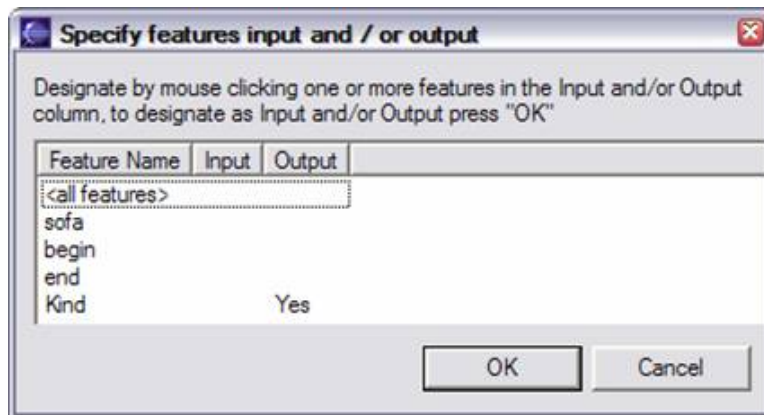 Specify features input and / or output
Designate by mouse clicking one or more features in the Input and/or Output
column, to designate as Input and/or Output press "OK"
Feature Name Input Output
<all features>
sofa
begin
end
Kind Yes
OK Cancel